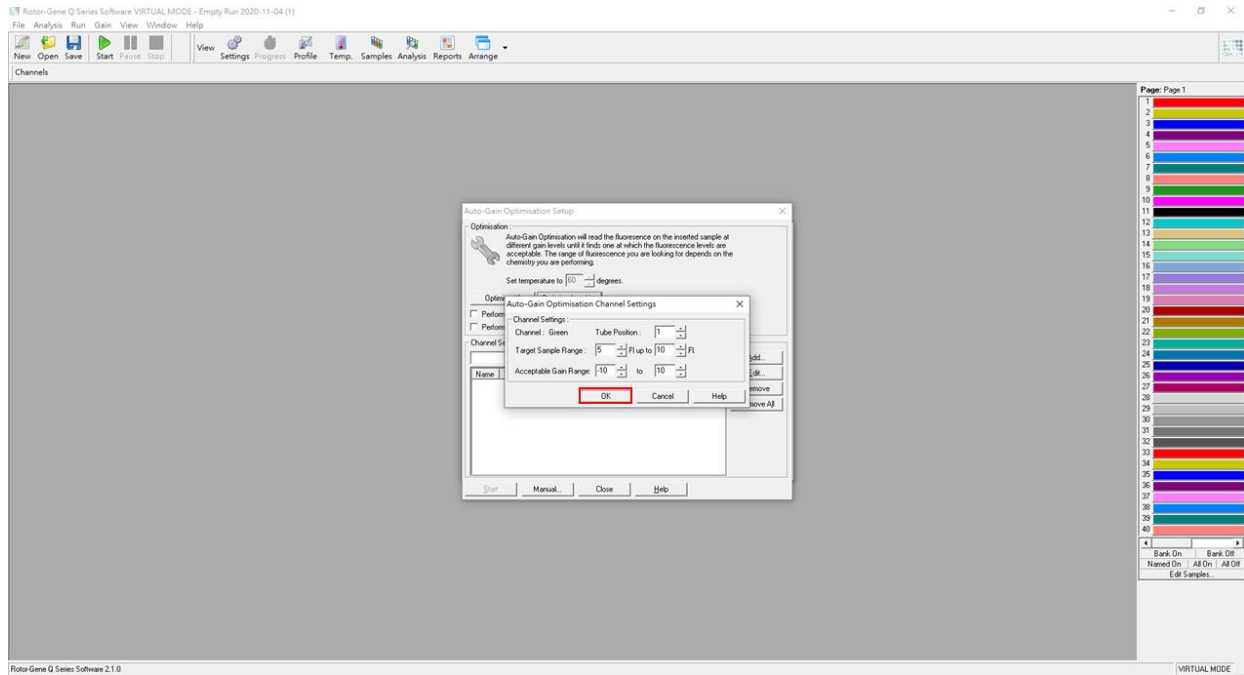 Rotor-Gene Q Series Software VIRTUAL MODE - Empty Run 2020-11-04 (1)
File Analysis Run Gain View Window Help
New Open Save Start Pause Stop View Settings Progress Profile Temp. Samples Analysis Reports Arrange
Channels
Page: Page 1
1
2
3
4
5
6
7
8
9
10
11
12
13
14
15
16
17
18
19
20
21
22
23
24
25
26
27
28
29
30
31
32
33
34
35
36
37
38
39
40
Bank On Bank Off
Named On All On All Off
Edit Samples...
Auto-Gain Optimisation Setup
Optimisation :
Auto-Gain Optimisation will read the fluoresence on the inserted sample at
different gain levels until it finds one at which the fluorescence levels are
acceptable. The range of fluorescence you are looking for depends on the
chemistry you are performing.
Set temperature to 60 degrees.
Optimi
Perform
Perform
Channel Se
Name
Add...
Edit...
emove
move All
Start Manual... Close Help
Auto-Gain Optimisation Channel Settings
Channel Settings :
Channel : Green Tube Position : 1
Target Sample Range : 5 Fl up to 10 Fl.
Acceptable Gain Range: -10 to 10
OK Cancel Help
Rotor-Gene Q Series Software 2.1.0
VIRTUAL MODE